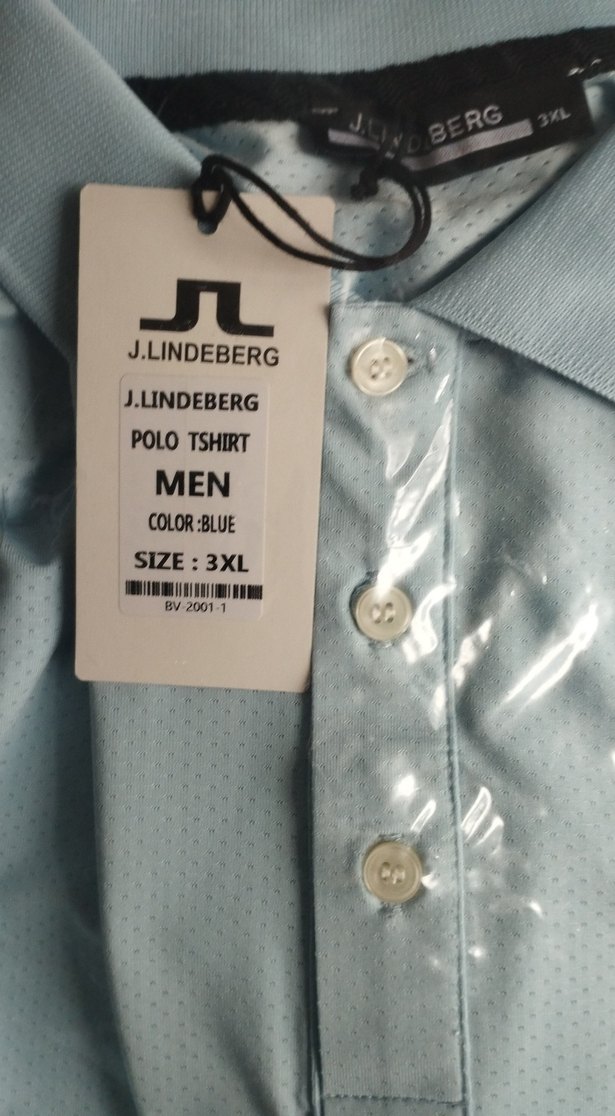 J.LINDEBERG
3XL
J.LINDEBERG
J.LINDEBERG
POLO TSHIRT
MEN
COLOR :BLUE
SIZE : 3XL
BV-2001-1